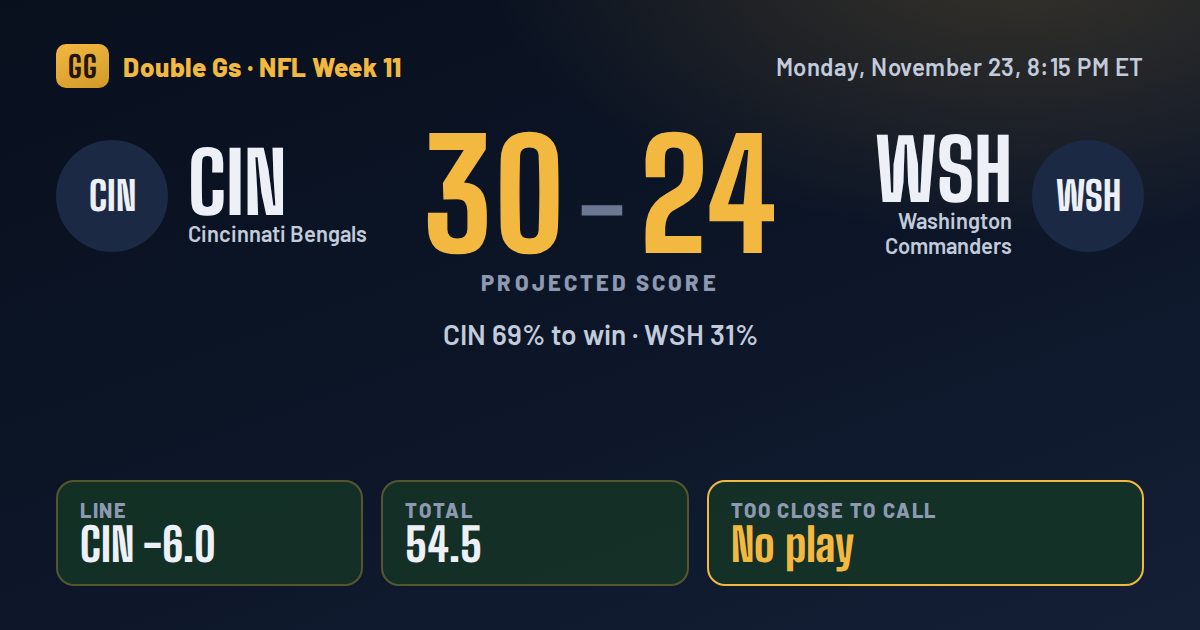 GG
Double Gs · NFL Week 11
Monday, November 23, 8:15 PM ET
CIN
CIN
Cincinnati Bengals
30 – 24
PROJECTED SCORE
CIN 69% to win · WSH 31%
WSH
Washington
Commanders
WSH
LINE
CIN −6.0
TOTAL
54.5
TOO CLOSE TO CALL
No play